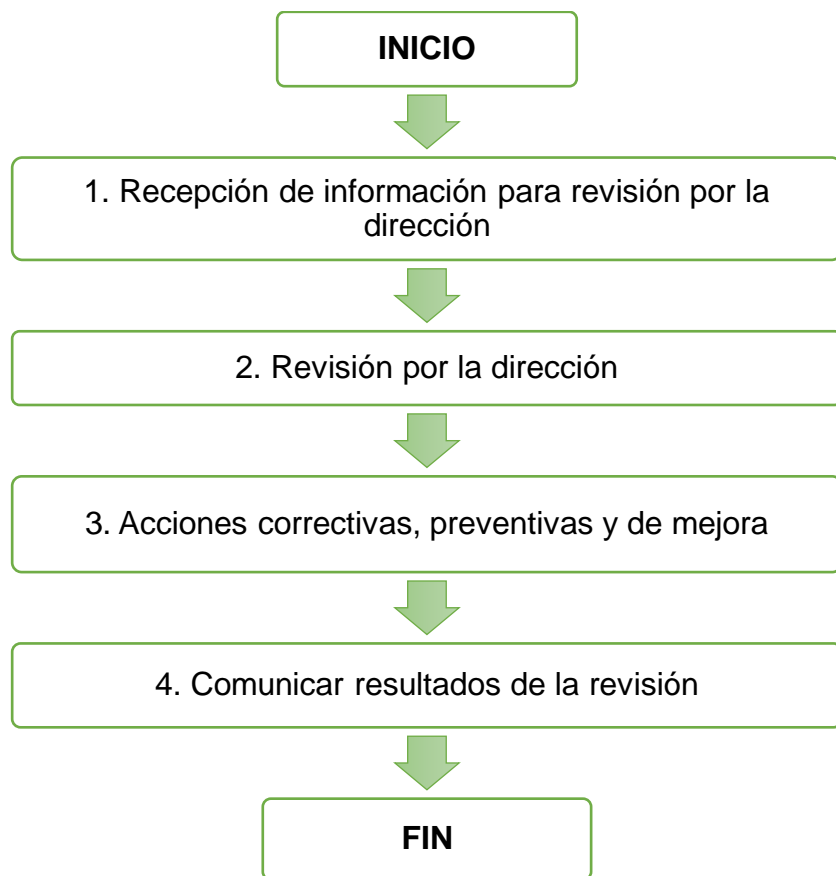 INICIO
1. Recepción de información para revisión por la
dirección
2. Revisión por la dirección
3. Acciones correctivas, preventivas y de mejora
4. Comunicar resultados de la revisión
FIN